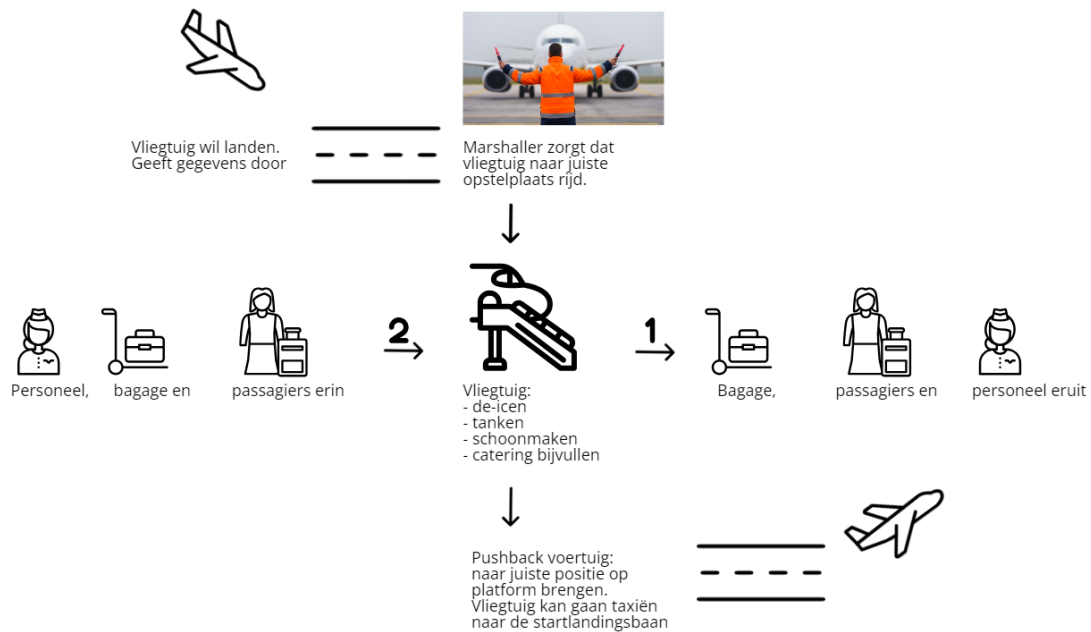 Vliegtuig wil landen.
Geeft gegevens door
Marshaller zorgt dat
vliegtuig naar juiste
opstelplaats rijd.
2
1
Personeel,
bagage en
passagiers erin
Vliegtuig:
- de-icen
- tanken
- schoonmaken
- catering bijvullen
Bagage,
passagiers en
personeel eruit
Pushback voertuig:
naar juiste positie op
platform brengen.
Vliegtuig kan gaan taxiën
naar de startlandingsbaan